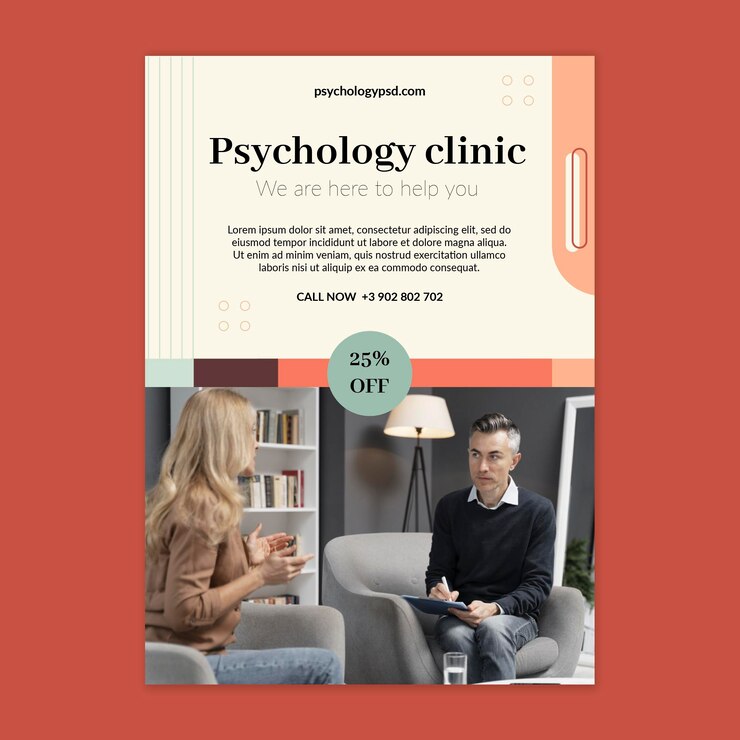 psychologypsd.com
Psychology clinic
We are here to help you
Lorem ipsum dolor sit amet, consectetur adipiscing elit, sed do
eiusmod tempor incididunt ut labore et dolore magna aliqua.
Ut enim ad minim veniam, quis nostrud exercitation ullamco
laboris nisi ut aliquip ex ea commodo consequat.
CALL NOW +3 902 802 702
25%
OFF